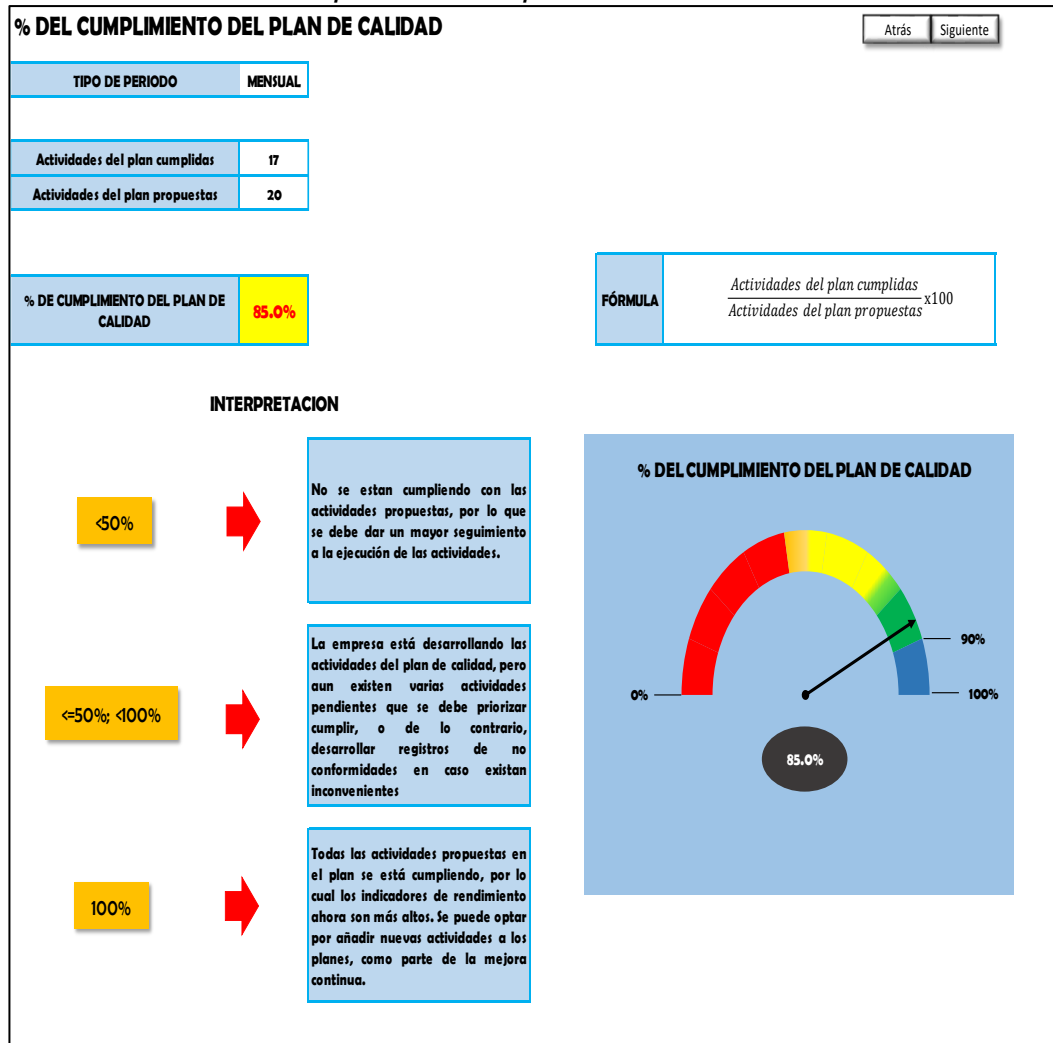 % DEL CUMPLIMIENTO DEL PLAN DE CALIDAD
Atrás
Siguiente
TIPO DE PERIODO
MENSUAL
Actividades del plan cumplidas
17
Actividades del plan propuestas
20
% DE CUMPLIMIENTO DEL PLAN DE
CALIDAD
85.0%
FÓRMULA
Actividades del plan cumplidas
Actividades del plan propuestas
x100
INTERPRETACION
<50%
No se estan cumpliendo con las
actividades propuestas, por lo que
se debe dar un mayor seguimiento
a la ejecución de las actividades.
<=50%; <100%
La empresa está desarrollando las
actividades del plan de calidad, pero
aun existen varias actividades
pendientes que se debe priorizar
cumplir, o de lo contrario,
desarrollar registros de no
conformidades en caso existan
inconvenientes
100%
Todas las actividades propuestas en
el plan se está cumpliendo, por lo
cual los indicadores de rendimiento
ahora son más altos. Se puede optar
por añadir nuevas actividades a los
planes, como parte de la mejora
continua.
% DEL CUMPLIMIENTO DEL PLAN DE CALIDAD
90%
0%
100%
85.0%